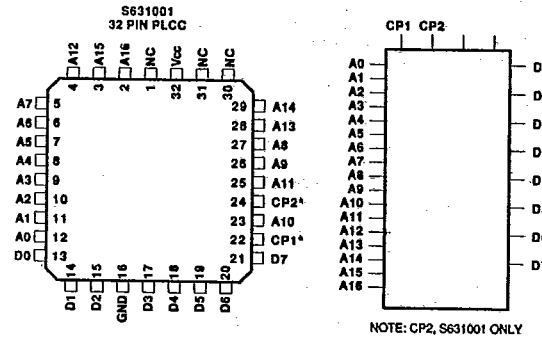 S631001
32 PIN PLCC
A12
A15
A16
NC
Vcc
NC
NC
4
3
2
1
32
31
30
A7 5
A6 6
A5 7
A4 8
A3 9
A2 10
A1 11
A0 12
D0 13
29 A14
28 A13
27 A8
26 A9
25 A11
24 CP2*
23 A10
22 CP1*
21 D7
14
15
16
17
18
19
20
D1
D2
GND
D3
D4
D5
D6
CP1 CP2
A0
A1
A2
A3
A4
A5
A6
A7
A8
A9
A10
A11
A12
A13
A14
A15
A16
D
D
D
D
D
D
D
D
NOTE: CP2, S631001 ONLY